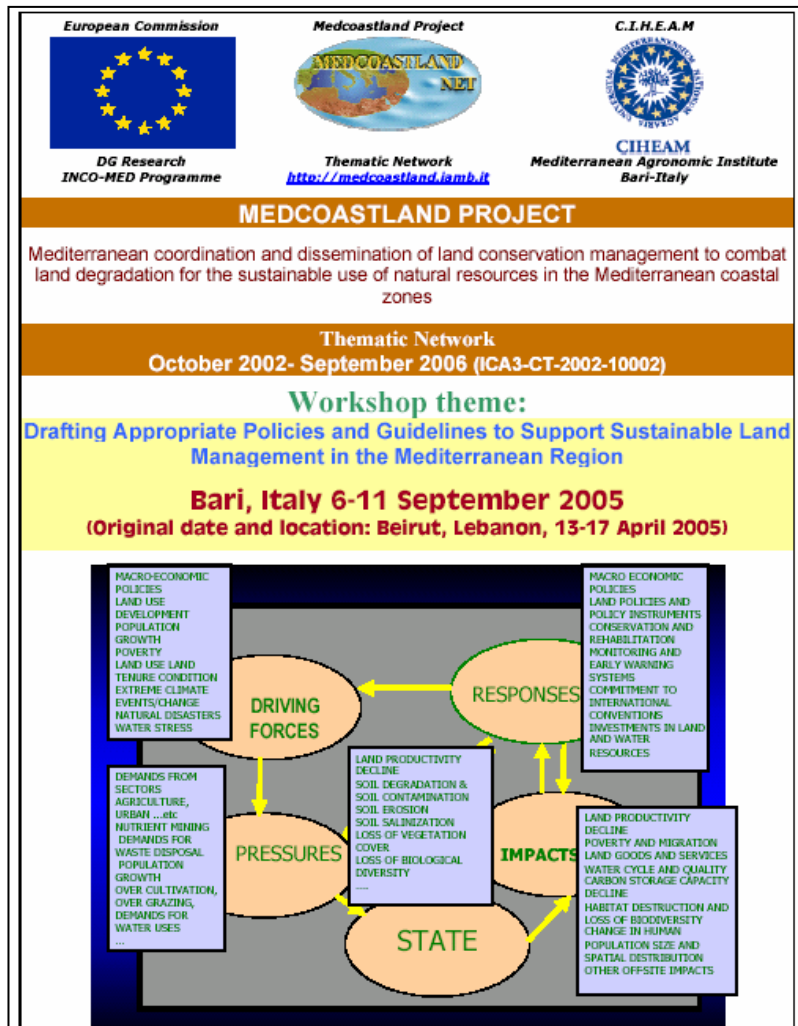 European Commission
DG Research
INCO-MED Programme
Medcoastland Project
MEDCOASTLAND
NET
Thematic Network
http://medcoastland.iamb.it
C.I.H.E.A.M
CIHEAM
Mediterranean Agronomic Institute
Bari-Italy
MEDCOASTLAND PROJECT
Mediterranean coordination and dissemination of land conservation management to combat
land degradation for the sustainable use of natural resources in the Mediterranean coastal
zones
Thematic Network
October 2002- September 2006 (ICA3-CT-2002-10002)
Workshop theme:
Drafting Appropriate Policies and Guidelines to Support Sustainable Land
Management in the Mediterranean Region
Bari, Italy 6-11 September 2005
(Original date and location: Beirut, Lebanon, 13-17 April 2005)
MACRO-ECONOMIC
POLICIES
LAND USE
DEVELOPMENT
POPULATION
GROWTH
POVERTY
LAND USE LAND
TENURE CONDITION
EXTREME CLIMATE
EVENTS/CHANGE
NATURAL DISASTERS
WATER STRESS
DRIVING
FORCES
RESPONSES
MACRO ECONOMIC
POLICIES
LAND POLICIES AND
POLICY INSTRUMENTS
CONSERVATION AND
REHABILITATION
MONITORING AND
EARLY WARNING
SYSTEMS
COMMITMENT TO
INTERNATIONAL
CONVENTIONS
INVESTMENTS IN LAND
AND WATER
RESOURCES
DEMANDS FROM
SECTORS
AGRICULTURE,
URBAN ...etc
NUTRIENT MINING
DEMANDS FOR
WASTE DISPOSAL
POPULATION
GROWTH
OVER CULTIVATION,
OVER GRAZING,
DEMANDS FOR
WATER USES
...
PRESSURES
LAND PRODUCTIVITY
DECLINE
SOIL DEGRADATION &
SOIL CONTAMINATION
SOIL EROSION
SOIL SALINIZATION
LOSS OF VEGETATION
COVER
LOSS OF BIOLOGICAL
DIVERSITY
....
IMPACTS
LAND PRODUCTIVITY
DECLINE
POVERTY AND MIGRATION
LAND GOODS AND SERVICES
WATER CYCLE AND QUALITY
CARBON STORAGE CAPACITY
DECLINE
HABITAT DESTRUCTION AND
LOSS OF BIODIVERSITY
CHANGE IN HUMAN
POPULATION SIZE AND
SPATIAL DISTRIBUTION
OTHER OFFSITE IMPACTS
STATE